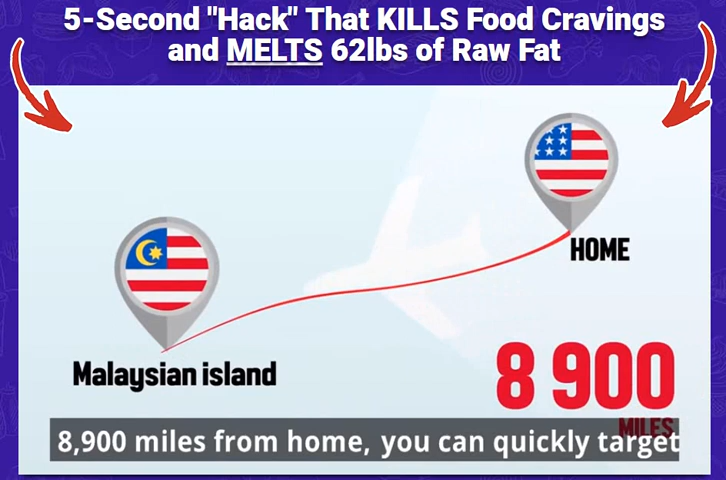 5-Second "Hack" That KILLS Food Cravings
and MELTS 62lbs of Raw Fat
HOME
Malaysian island
8 900
MILES
8,900 miles from home, you can quickly target